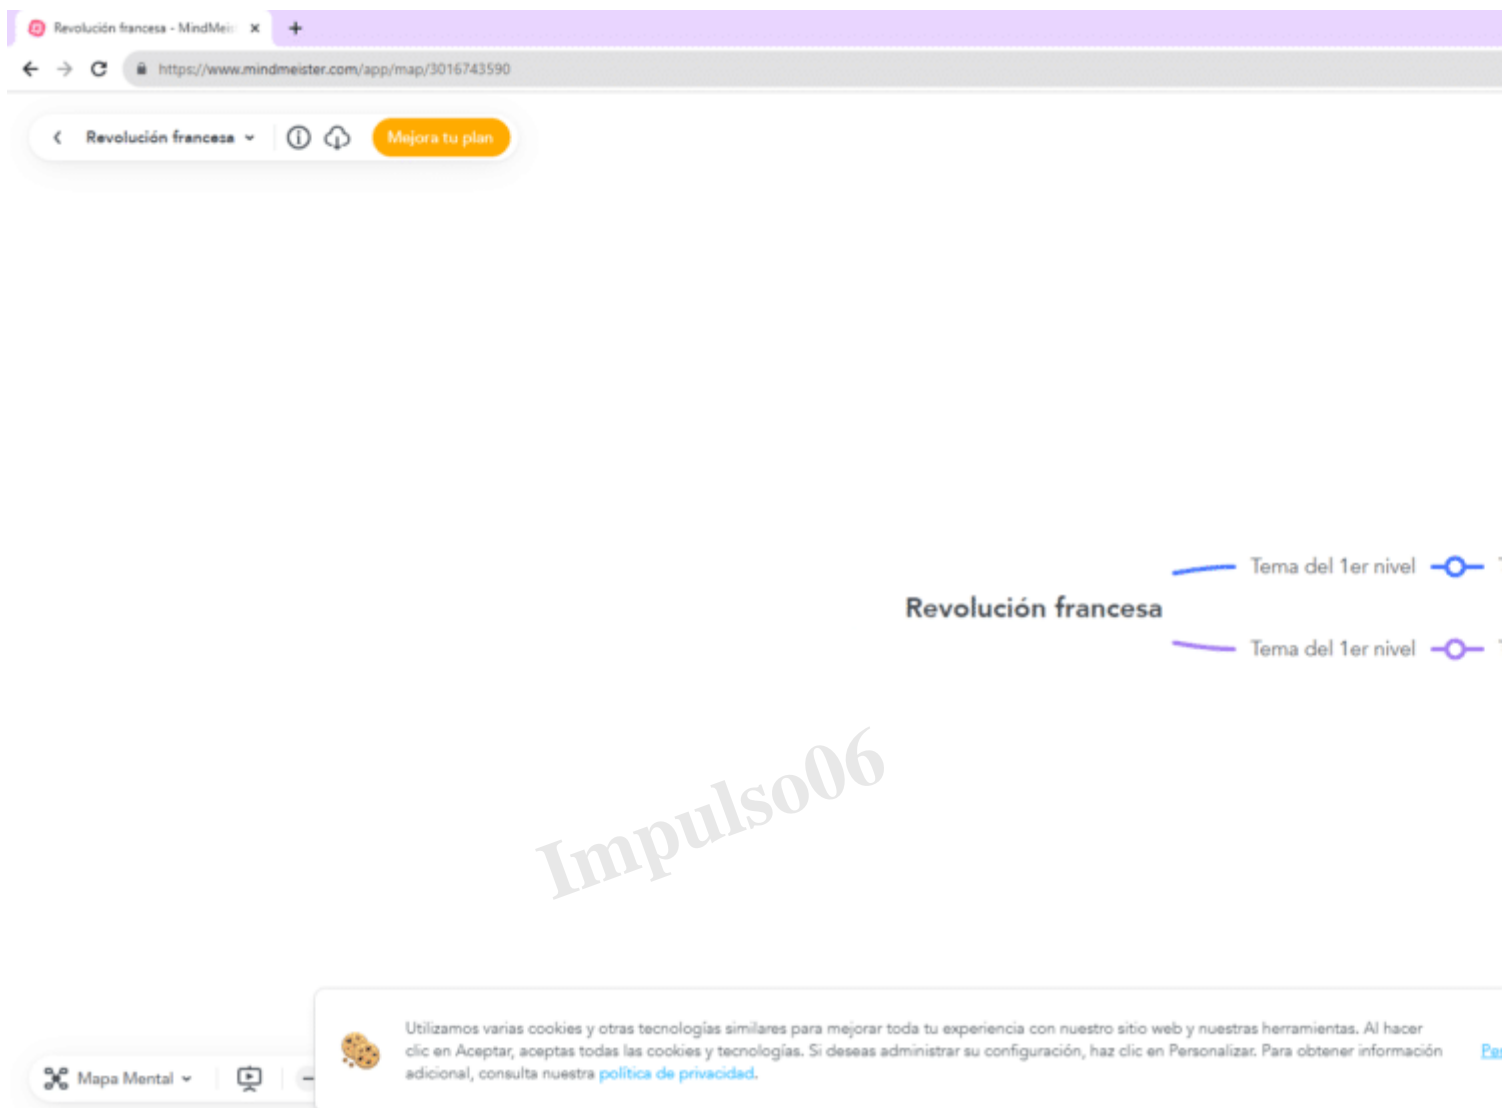 Revolución francesa - MindMeis
https://www.mindmeister.com/app/map/3016743590
Revolución francesa
Mejora tu plan
Tema del 1er nivel
Revolución francesa
Tema del 1er nivel
Impulso06
Utilizamos varias cookies y otras tecnologías similares para mejorar toda tu experiencia con nuestro sitio web y nuestras herramientas. Al hacer
clic en Aceptar, aceptas todas las cookies y tecnologías. Si deseas administrar su configuración, haz clic en Personalizar. Para obtener información
adicional, consulta nuestra política de privacidad.
Mapa Mental